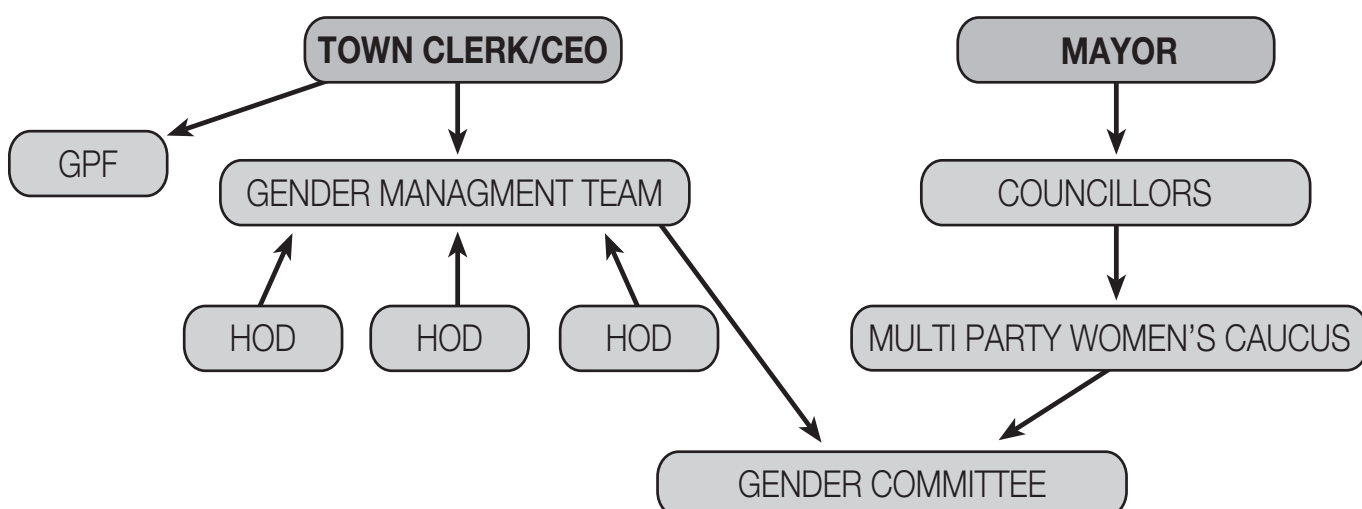 TOWN CLERK/CEO
MAYOR
GPF
GENDER MANAGMENT TEAM
COUNCILLORS
HOD
HOD
HOD
MULTI PARTY WOMEN'S CAUCUS
GENDER COMMITTEE